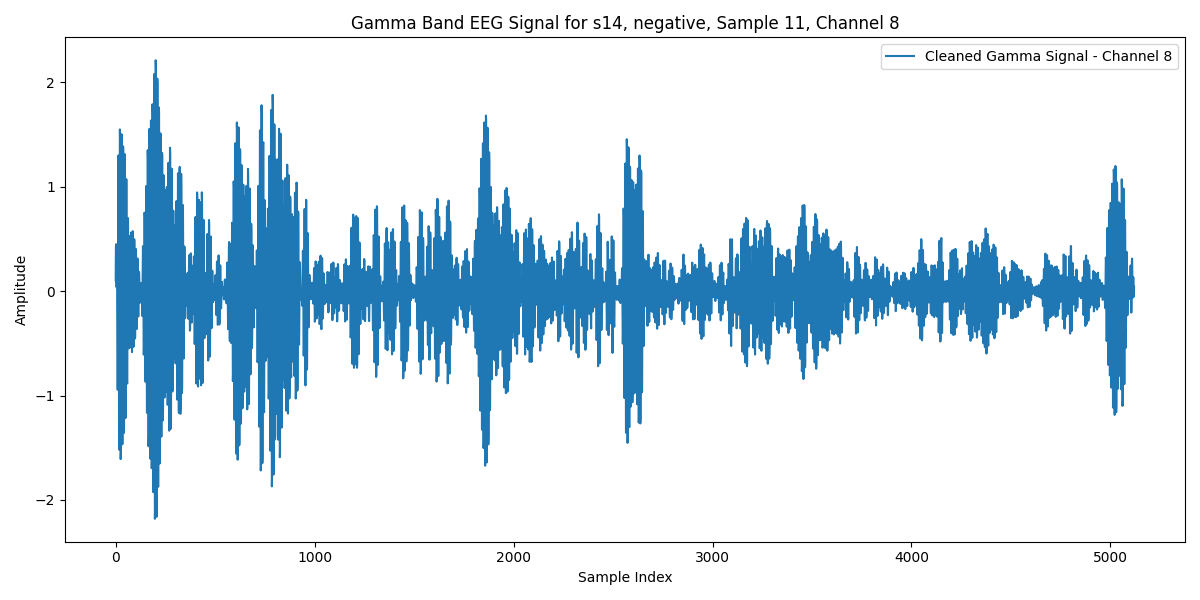 Gamma Band EEG Signal for s14, negative, Sample 11, Channel 8
Cleaned Gamma Signal - Channel 8
2
1
0
−1
−2
Amplitude
0 1000 2000 3000 4000 5000
Sample Index